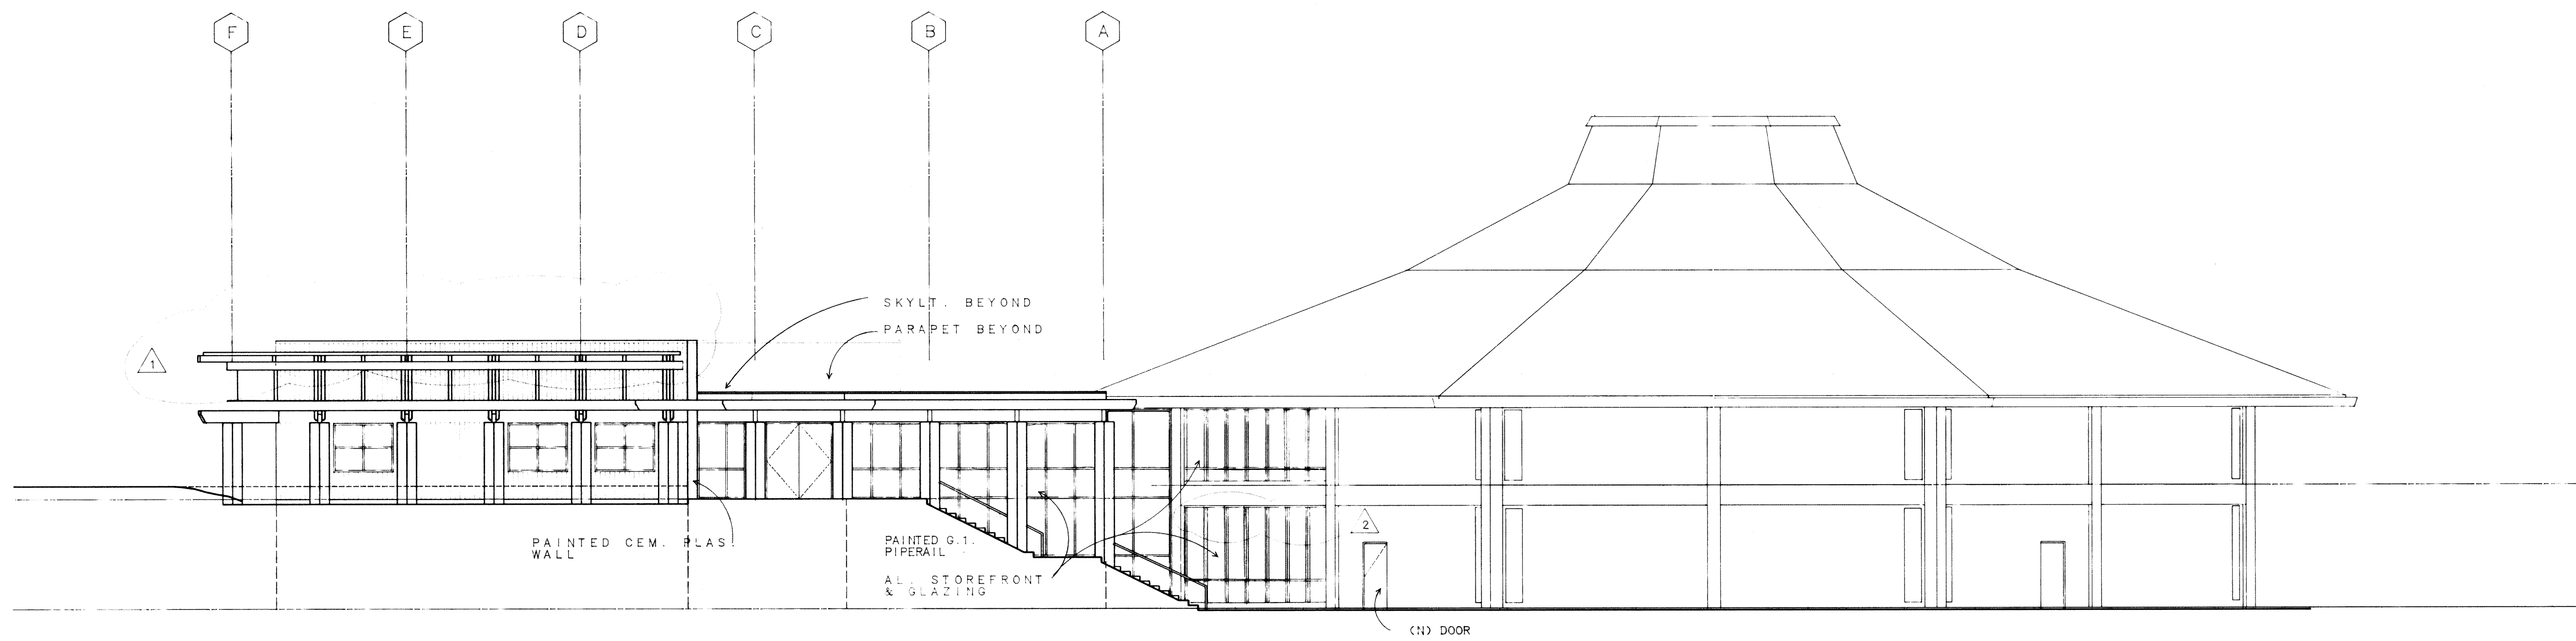 F E D C B A
SKYLT. BEYOND
PARAPET BEYOND
1
2
PAINTED CEM. PLAS.
WALL
PAINTED G.I.
PIPERAIL
AL. STOREFRONT
& GLAZING
(N) DOOR